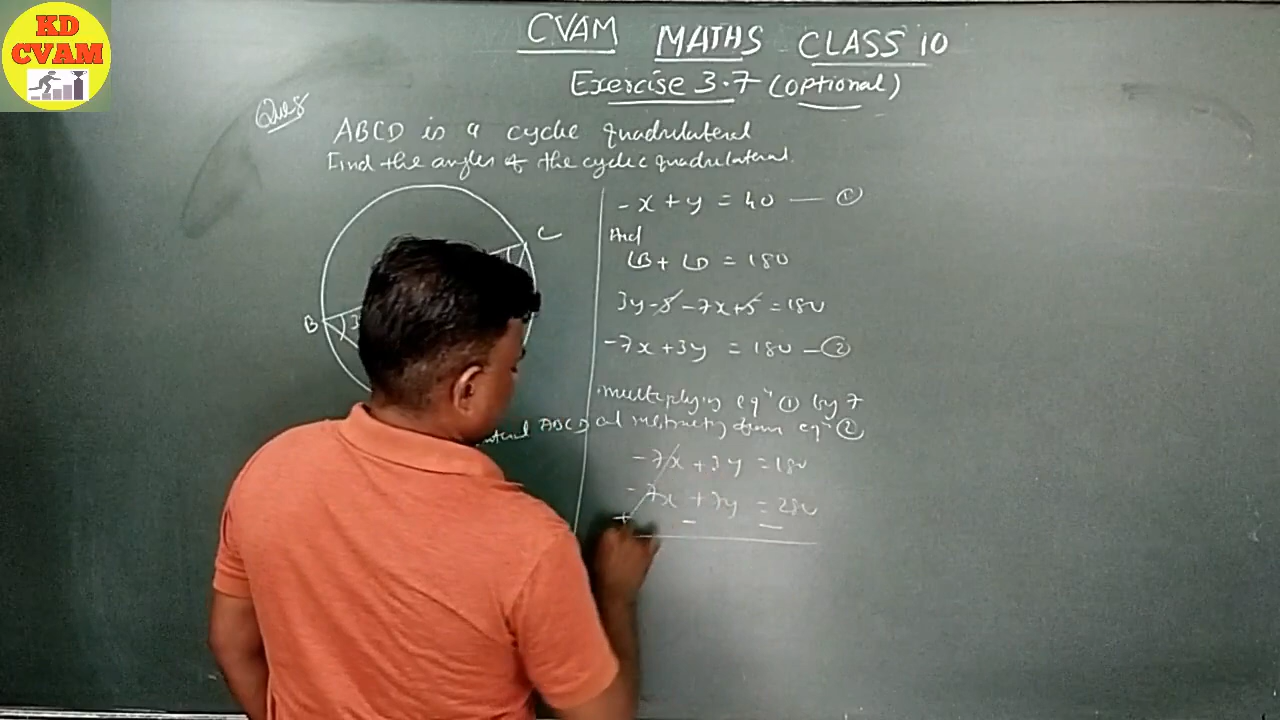 KD
CVAM
CVAM MATHS CLASS 10
Exercise 3.7 (optional)
Ques
ABCD is a cyclic quadrilateral
Find the angles of the cyclic quadrilateral.
C
B
3
ABCD
-x + y = 40 — ①
And
∠B + ∠D = 180
3y-5-7x+5 = 180
-7x+3y = 180 — ②
Multiplying eqⁿ ① by 7
and subtracting from eqⁿ ②
-7x + 3y = 180
-7x + 7y = 280
+ - -